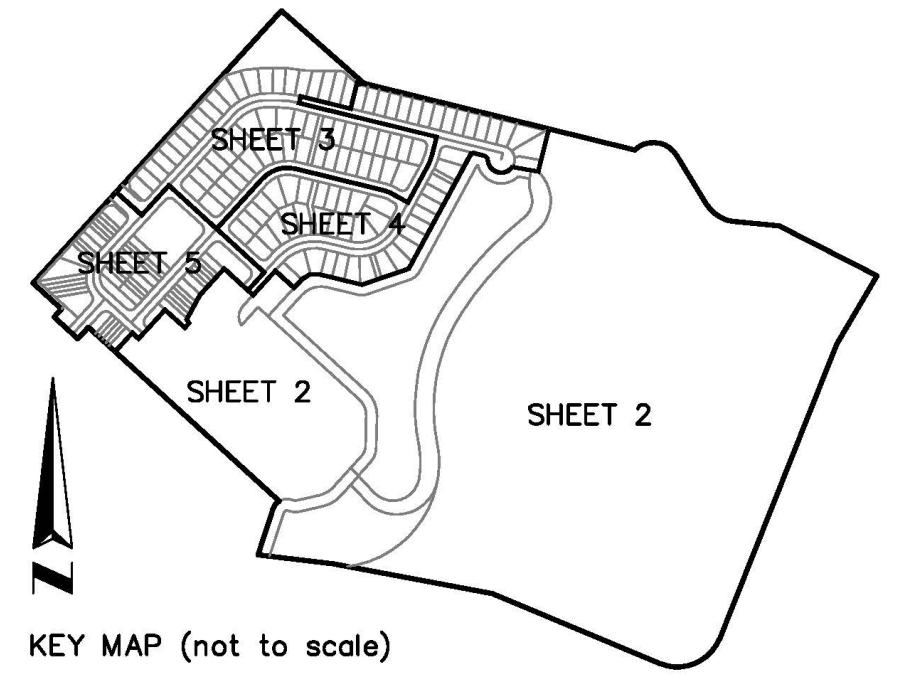 SHEET 3
SHEET 4
SHEET 5
SHEET 2
SHEET 2
N
KEY MAP (not to scale)